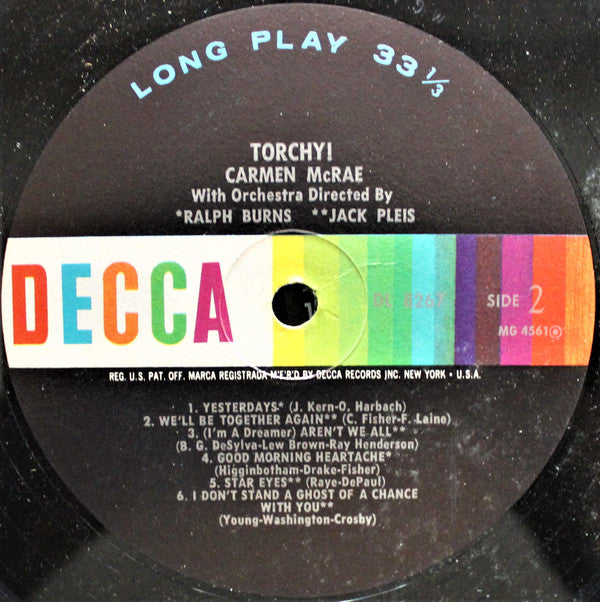 LONG PLAY 33 1/3
TORCHY!
CARMEN McRAE
With Orchestra Directed By
*RALPH BURNS **JACK PLEIS
DECCA
DL 8267
SIDE 2
MG 4561
REG. U.S. PAT. OFF. MARCA REGISTRADA M'F'R'D BY DECCA RECORDS INC. NEW YORK • U.S.A.
1. YESTERDAYS* (J. Kern-O. Harbach)
2. WE'LL BE TOGETHER AGAIN** (C. Fisher-F. Laine)
3. (I'm A Dreamer) AREN'T WE ALL**
(B. G. DeSylva-Lew Brown-Ray Henderson)
4. GOOD MORNING HEARTACHE*
(Higginbotham-Drake-Fisher)
5. STAR EYES** (Raye-DePaul)
6. I DON'T STAND A GHOST OF A CHANCE
WITH YOU**
(Young-Washington-Crosby)